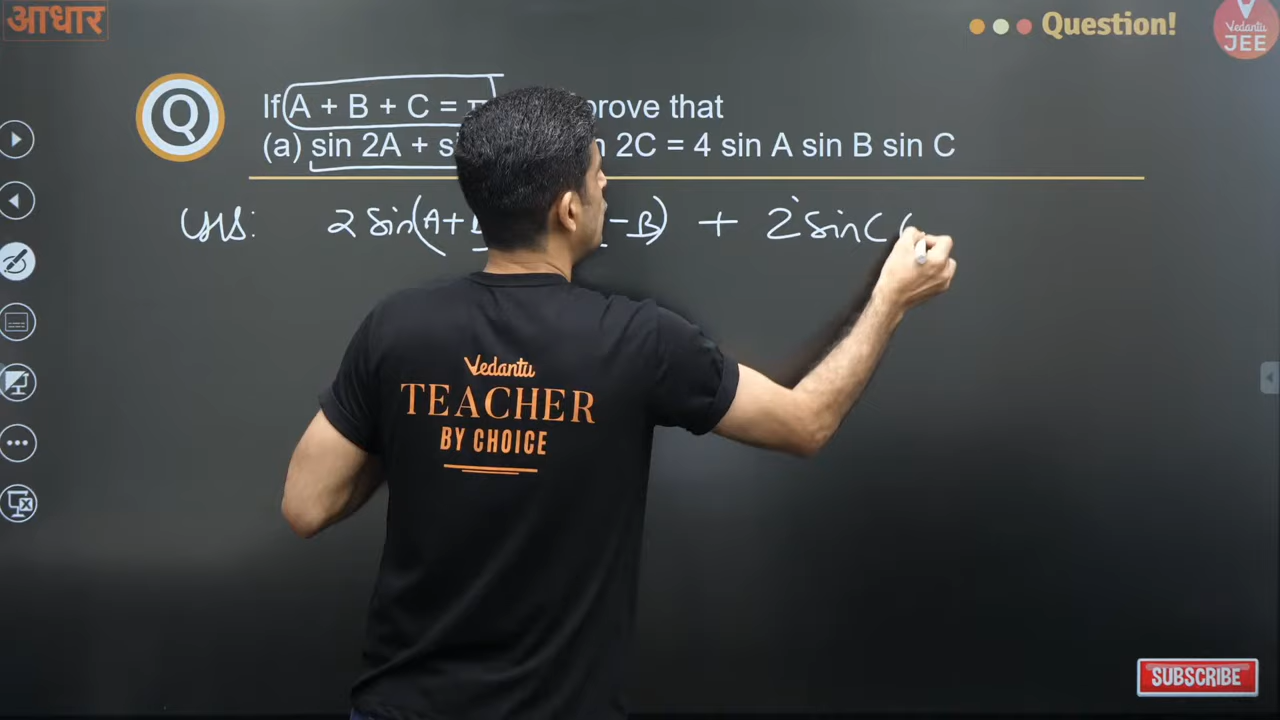 आधार
Question!
Vedantu
JEE
Q
If A + B + C = prove that
(a) sin 2A + 2C = 4 sin A sin B sin C
LHS: 2 sin(A+ -B) + 2 sinC
Vedantu
TEACHER
BY CHOICE
SUBSCRIBE